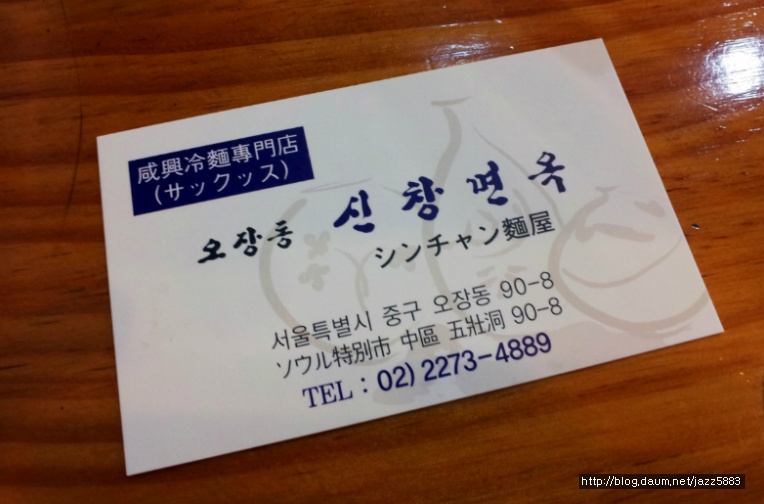 咸興冷麵專門店
(サックッス)
오장동 신창면옥
シンチャン麵屋
서울특별시 중구 오장동 90-8
ソウル特別市 中區 五壯洞 90-8
TEL : 02) 2273-4889
http://blog.daum.net/jazz5883